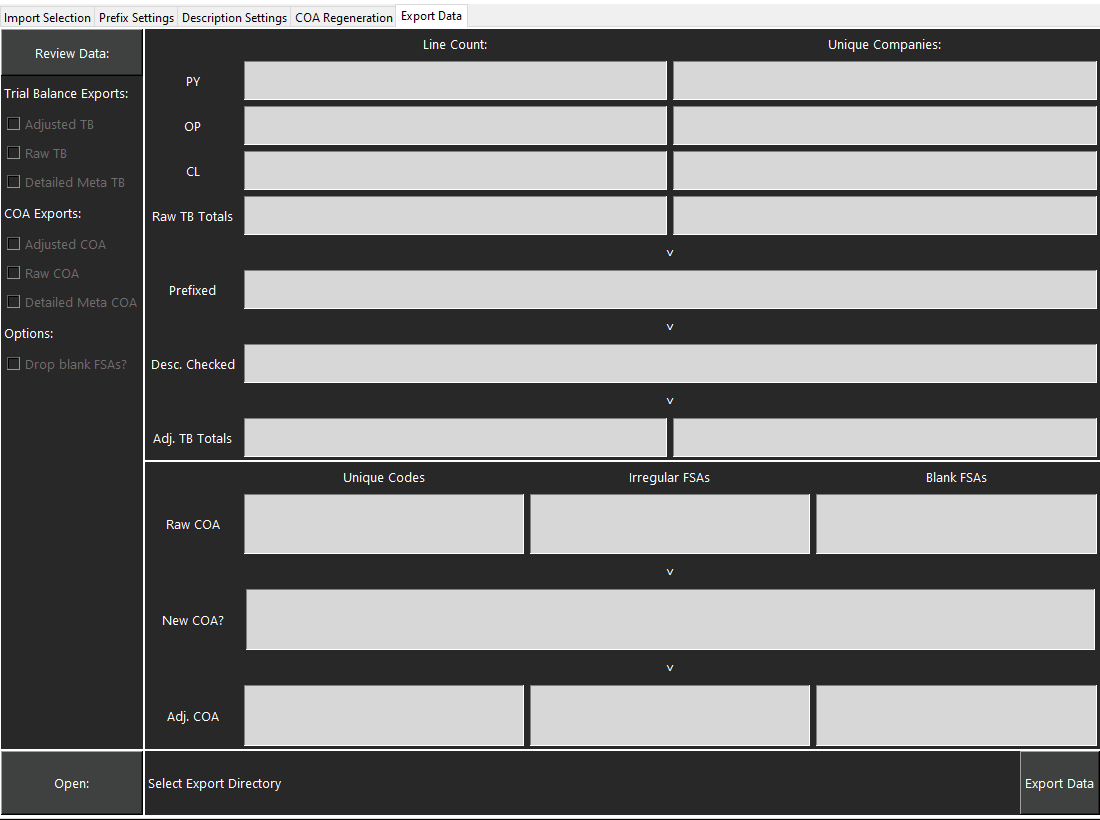 Import Selection Prefix Settings Description Settings COA Regeneration Export Data
Review Data:
Trial Balance Exports:
Adjusted TB
Raw TB
Detailed Meta TB
COA Exports:
Adjusted COA
Raw COA
Detailed Meta COA
Options:
Drop blank FSAs?
Line Count: Unique Companies:
PY
OP
CL
Raw TB Totals
v
Prefixed
v
Desc. Checked
v
Adj. TB Totals
Unique Codes Irregular FSAs Blank FSAs
Raw COA
v
New COA?
v
Adj. COA
Open: Select Export Directory Export Data